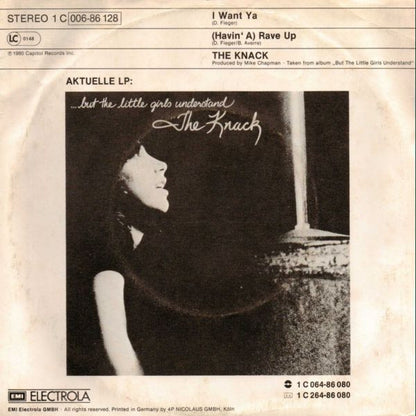 STEREO 1 C 006-86 128
I Want Ya
(D. Fieger)
LC 0148
(Havin' A) Rave Up
(D. Fieger/B. Averre)
℗ 1980 Capitol Records Inc.
THE KNACK
Produced by Mike Chapman · Taken from album „But The Little Girls Understand"
AKTUELLE LP:
...but the little girls understand
The Knack
EMI ELECTROLA
1 C 064-86 080
1 C 264-86 080
EMI Electrola GMBH · All rights reserved. Printed in Germany by 4P NICOLAUS GmbH, Köln